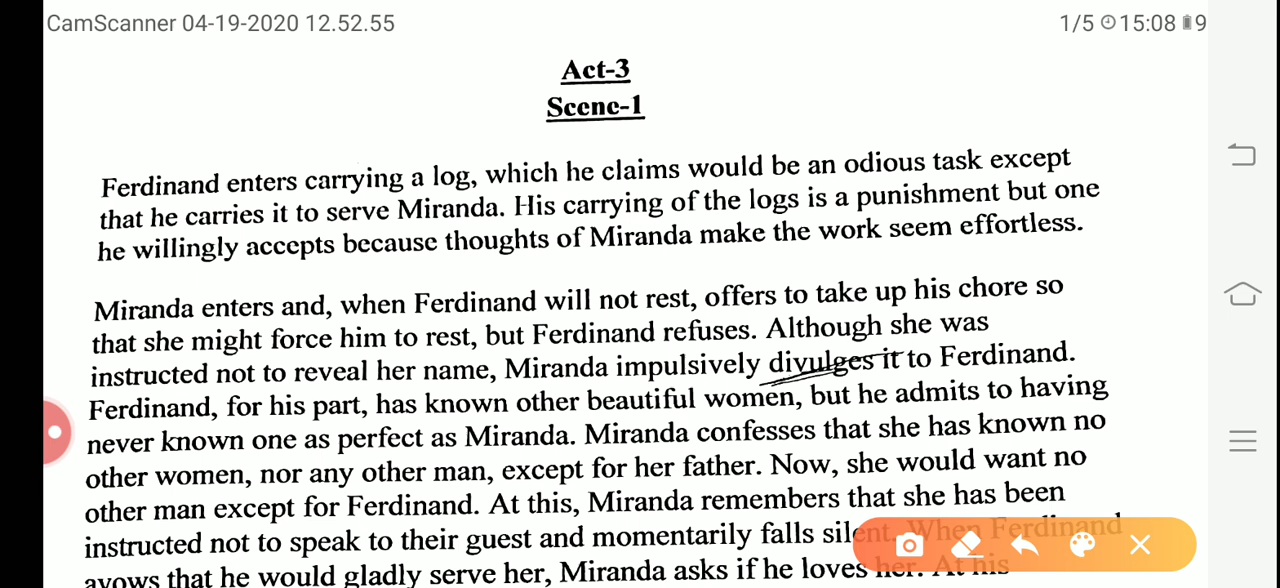 CamScanner 04-19-2020 12.52.55
1/5 15:08 9
Act-3
Scene-1
Ferdinand enters carrying a log, which he claims would be an odious task except
that he carries it to serve Miranda. His carrying of the logs is a punishment but one
he willingly accepts because thoughts of Miranda make the work seem effortless.
Miranda enters and, when Ferdinand will not rest, offers to take up his chore so
that she might force him to rest, but Ferdinand refuses. Although she was
instructed not to reveal her name, Miranda impulsively divulges it to Ferdinand.
Ferdinand, for his part, has known other beautiful women, but he admits to having
never known one as perfect as Miranda. Miranda confesses that she has known no
other women, nor any other man, except for her father. Now, she would want no
other man except for Ferdinand. At this, Miranda remembers that she has been
instructed not to speak to their guest and momentarily falls silent. When Ferdinand
avows that he would gladly serve her, Miranda asks if he loves her. At his